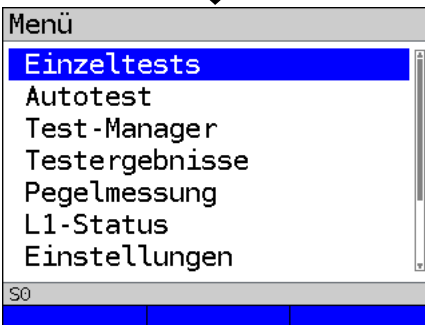 Menü
Einzeltests
Autotest
Test-Manager
Testergebnisse
Pegelmessung
L1-Status
Einstellungen
S0